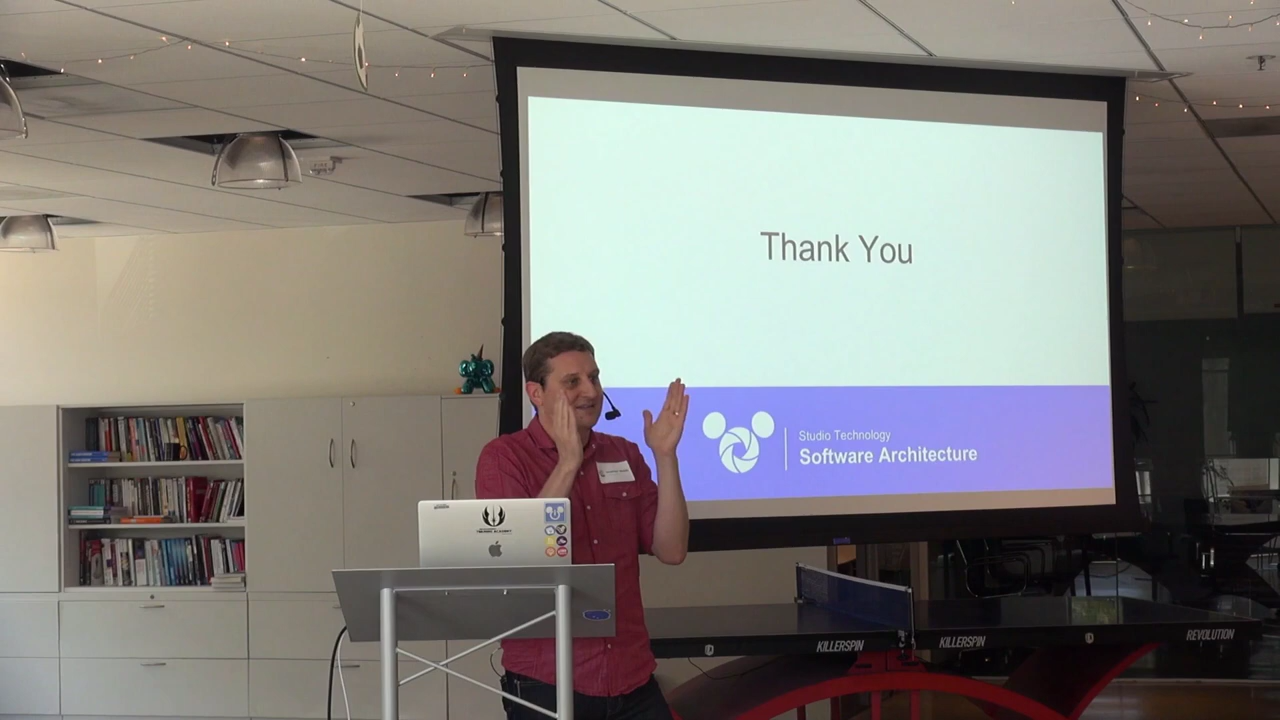 Thank You
Studio Technology
Software Architecture
KILLERSPIN
KILLERSPIN
REVOLUTION